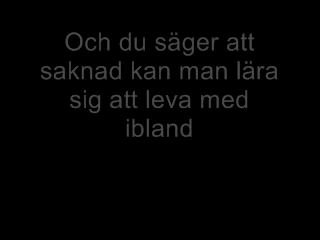 Och du säger att
saknad kan man lära
sig att leva med
ibland